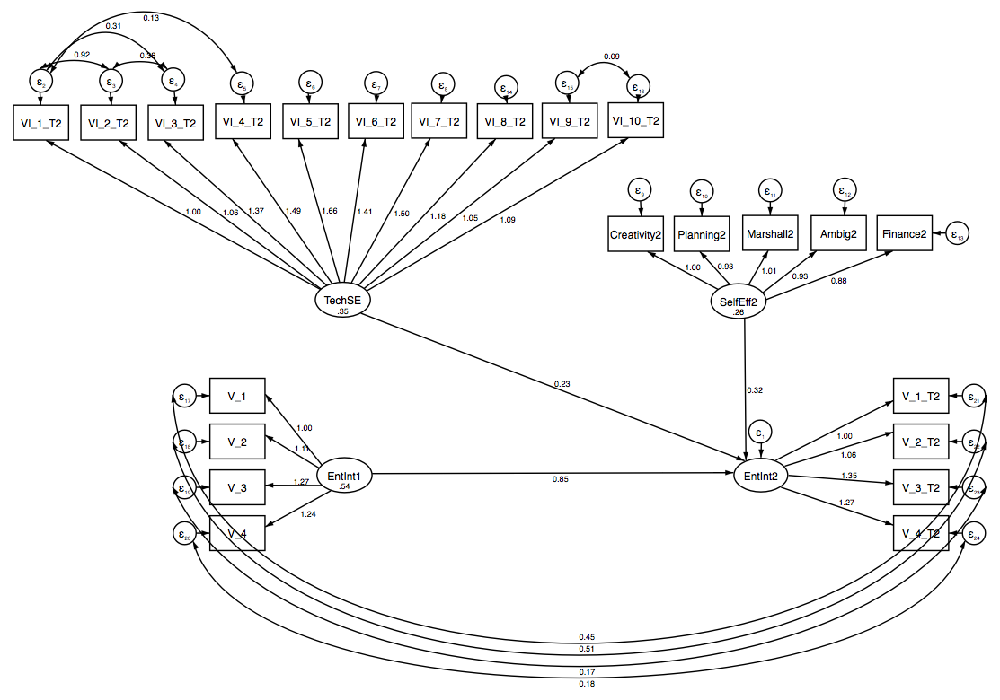 0.13
0.31
0.92
0.38
0.09
ε2
ε3
ε4
ε5
ε6
ε7
ε8
ε14
ε15
ε16
VI_1_T2
VI_2_T2
VI_3_T2
VI_4_T2
VI_5_T2
VI_6_T2
VI_7_T2
VI_8_T2
VI_9_T2
VI_10_T2
1.00
1.06
1.37
1.49
1.66
1.41
1.50
1.18
1.05
1.09
ε9
ε10
ε11
ε12
Creativity2
Planning2
Marshall2
Ambig2
Finance2
ε13
1.00
0.93
1.01
0.93
0.88
TechSE
.35
SelfEff2
.26
0.23
0.32
ε17
V_1
ε18
V_2
ε19
V_3
ε20
V_4
1.00
1.11
1.27
1.24
EntInt1
.54
0.85
ε1
EntInt2
1.00
1.06
1.35
1.27
V_1_T2
ε21
V_2_T2
ε22
V_3_T2
ε23
V_4_T2
ε24
0.45
0.51
0.17
0.18